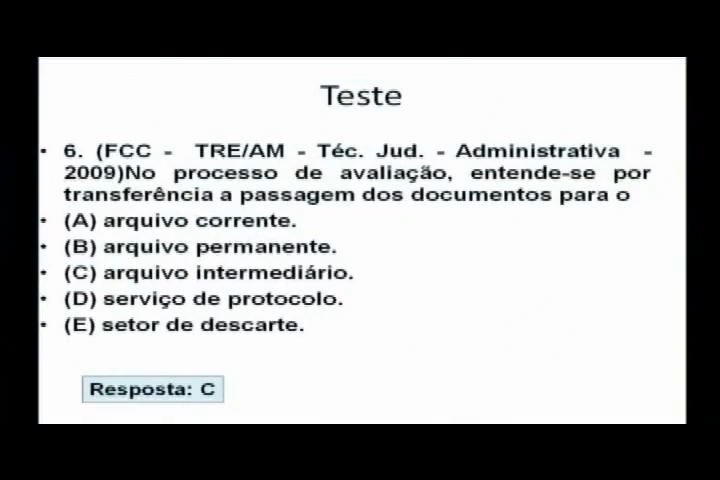 Teste
• 6. (FCC - TRE/AM - Téc. Jud. - Administrativa -
2009)No processo de avaliação, entende-se por
transferência a passagem dos documentos para o
• (A) arquivo corrente.
• (B) arquivo permanente.
• (C) arquivo intermediário.
• (D) serviço de protocolo.
• (E) setor de descarte.
Resposta: C